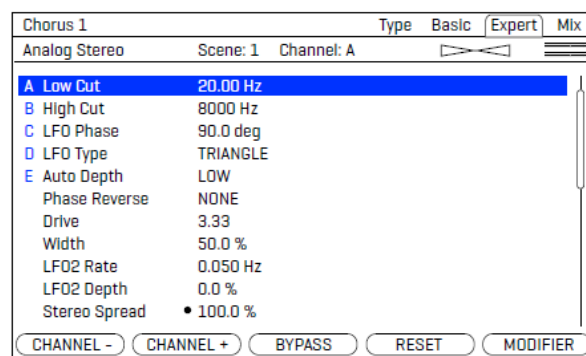 Chorus 1 Type Basic Expert Mix
Analog Stereo Scene: 1 Channel: A
A Low Cut 20.00 Hz
B High Cut 8000 Hz
C LFO Phase 90.0 deg
D LFO Type TRIANGLE
E Auto Depth LOW
Phase Reverse NONE
Drive 3.33
Width 50.0 %
LFO2 Rate 0.050 Hz
LFO2 Depth 0.0 %
Stereo Spread • 100.0 %
CHANNEL - CHANNEL + BYPASS RESET MODIFIER